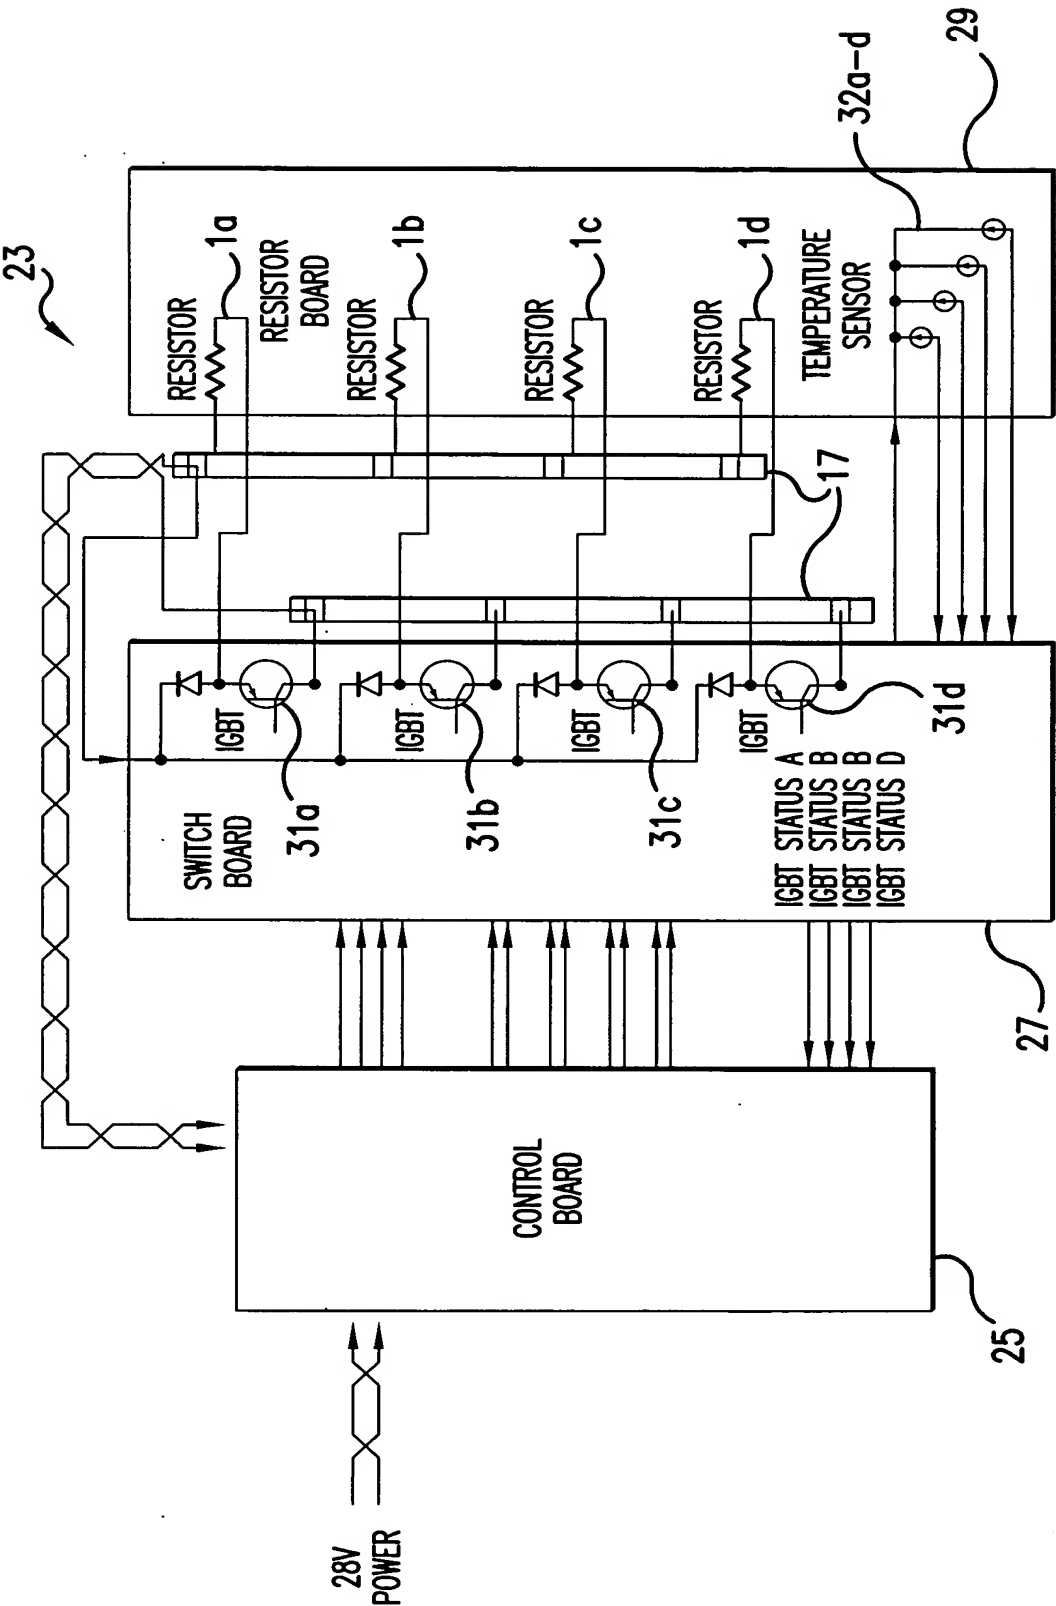 23
28V
POWER
CONTROL
BOARD
25
SWITCH
BOARD
IGBT
31a
IGBT
31b
IGBT
31c
IGBT
31d
IGBT STATUS A
IGBT STATUS B
IGBT STATUS B
IGBT STATUS D
27
17
RESISTOR
1a
RESISTOR
BOARD
RESISTOR
1b
RESISTOR
1c
RESISTOR
1d
TEMPERATURE
SENSOR
32a-d
29